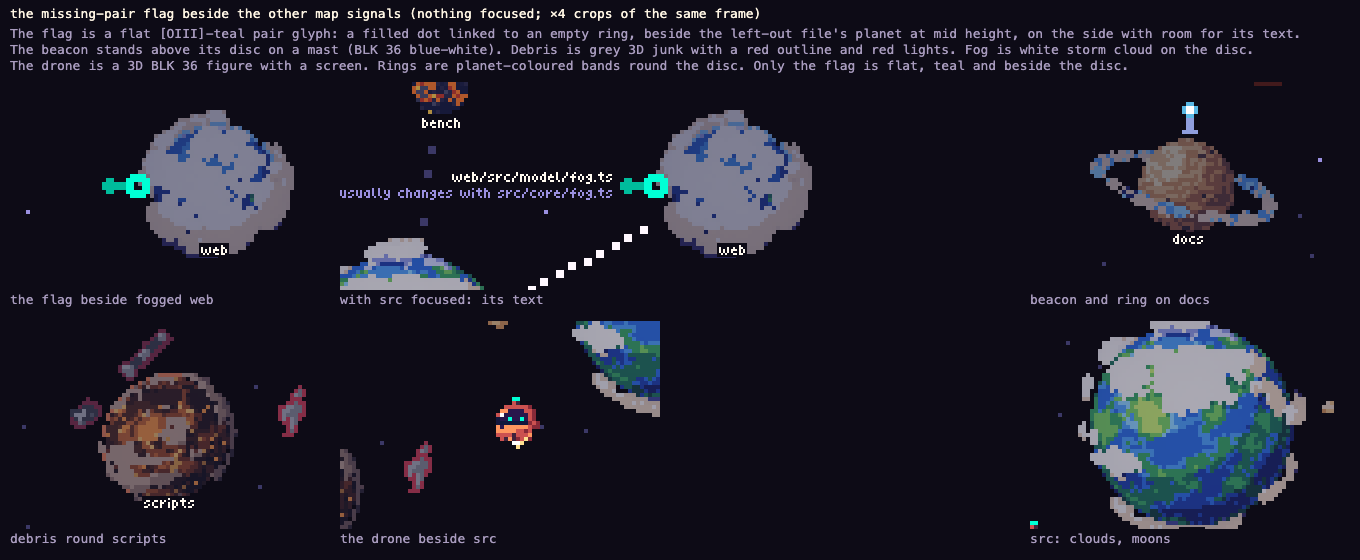 the missing-pair flag beside the other map signals (nothing focused; ×4 crops of the same frame)
The flag is a flat [OIII]-teal pair glyph: a filled dot linked to an empty ring, beside the left-out file's planet at mid height, on the side with room for its text.
The beacon stands above its disc on a mast (BLK 36 blue-white). Debris is grey 3D junk with a red outline and red lights. Fog is white storm cloud on the disc.
The drone is a 3D BLK 36 figure with a screen. Rings are planet-coloured bands round the disc. Only the flag is flat, teal and beside the disc.
bench
web/src/model/fog.ts
usually changes with src/core/fog.ts
web
web
docs
the flag beside fogged web
with src focused: its text
beacon and ring on docs
scripts
debris round scripts
the drone beside src
src: clouds, moons